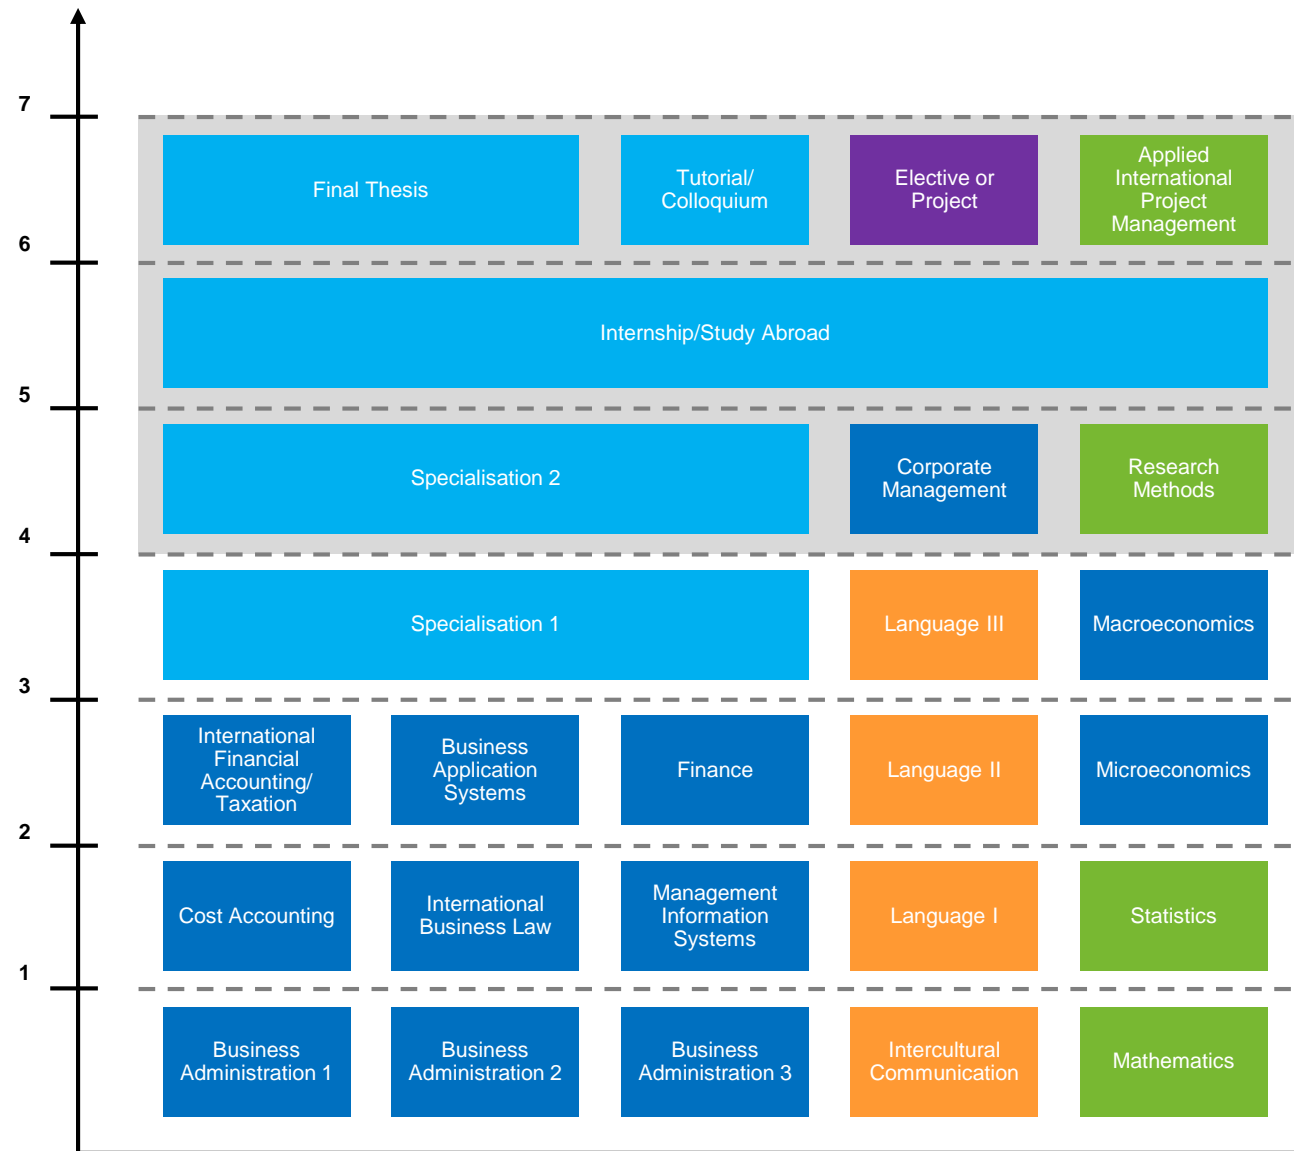 7
Final Thesis
Tutorial/
Colloquium
Elective or
Project
Applied
International
Project
Management
6
Internship/Study Abroad
5
Specialisation 2
Corporate
Management
Research
Methods
4
Specialisation 1
Language III
Macroeconomics
3
International
Financial
Accounting/
Taxation
Business
Application
Systems
Finance
Language II
Microeconomics
2
Cost Accounting
International
Business Law
Management
Information
Systems
Language I
Statistics
1
Business
Administration 1
Business
Administration 2
Business
Administration 3
Intercultural
Communication
Mathematics